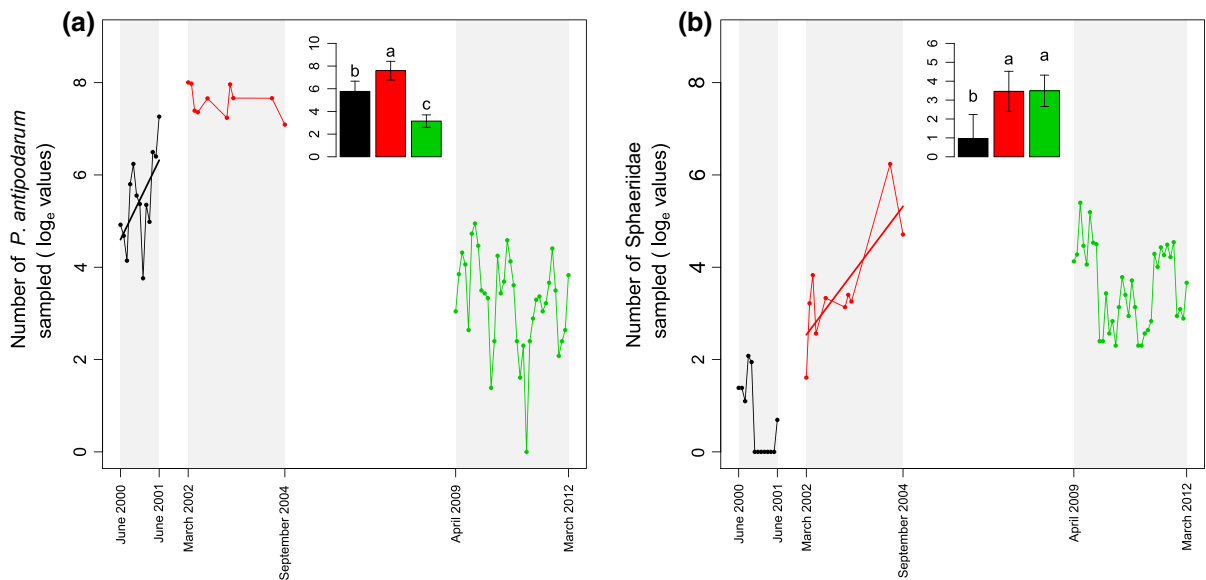 (a)
Number of P. antipodarum
sampled ( logₑ values)
0
2
4
6
8
0
2
4
6
8
10
b
a
c
June 2000
June 2001
March 2002
September 2004
April 2009
March 2012
(b)
Number of Sphaeriidae
sampled ( logₑ values)
0
2
4
6
8
0
1
2
3
4
5
6
b
a
a
June 2000
June 2001
March 2002
September 2004
April 2009
March 2012